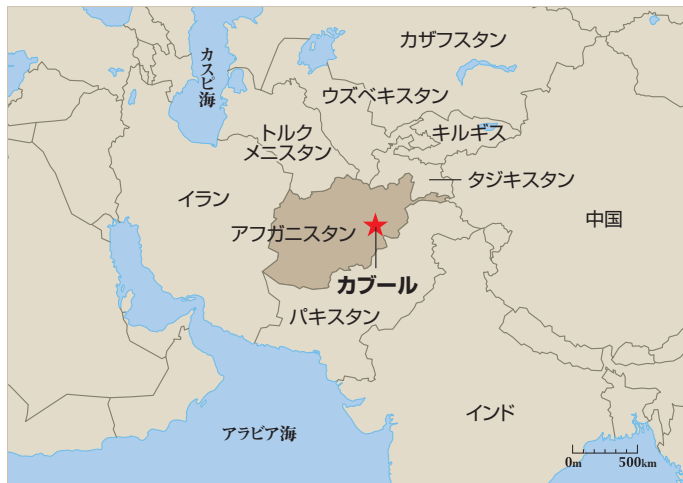 カザフスタン
カスピ海
ウズベキスタン
トルク
メニスタン
キルギス
タジキスタン
イラン
中国
アフガニスタン
カブール
パキスタン
インド
アラビア海
0m 500km